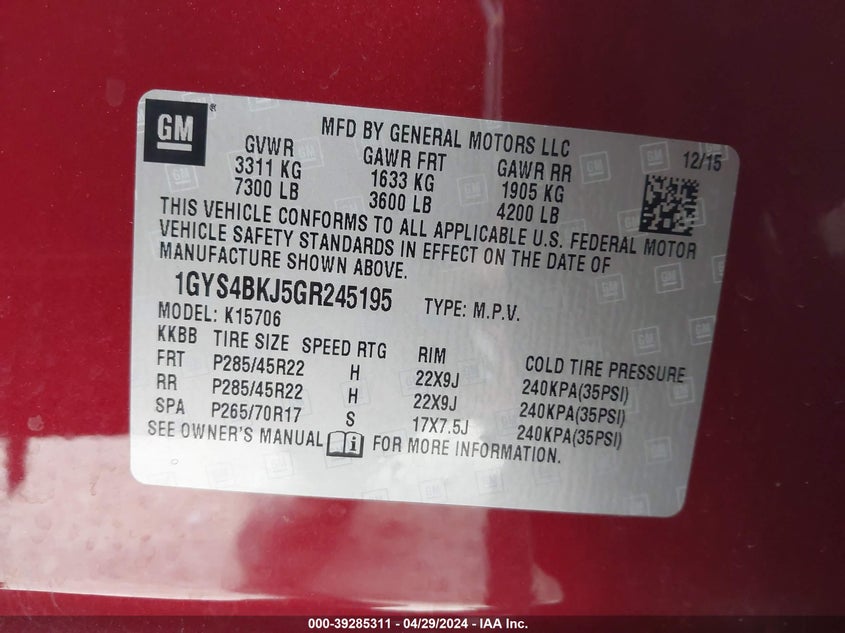 GM
MFD BY GENERAL MOTORS LLC
12/15
GVWR GAWR FRT GAWR RR
3311 KG 1633 KG 1905 KG
7300 LB 3600 LB 4200 LB
THIS VEHICLE CONFORMS TO ALL APPLICABLE U.S. FEDERAL MOTOR
VEHICLE SAFETY STANDARDS IN EFFECT ON THE DATE OF
MANUFACTURE SHOWN ABOVE.
1GYS4BKJ5GR245195 TYPE: M.P.V.
MODEL: K15706
KKBB TIRE SIZE SPEED RTG RIM COLD TIRE PRESSURE
FRT P285/45R22 H 22X9J 240KPA(35PSI)
RR P285/45R22 H 22X9J 240KPA(35PSI)
SPA P265/70R17 S 17X7.5J 240KPA(35PSI)
SEE OWNER'S MANUAL FOR MORE INFORMATION.
000-39285311 - 04/29/2024 - IAA Inc.